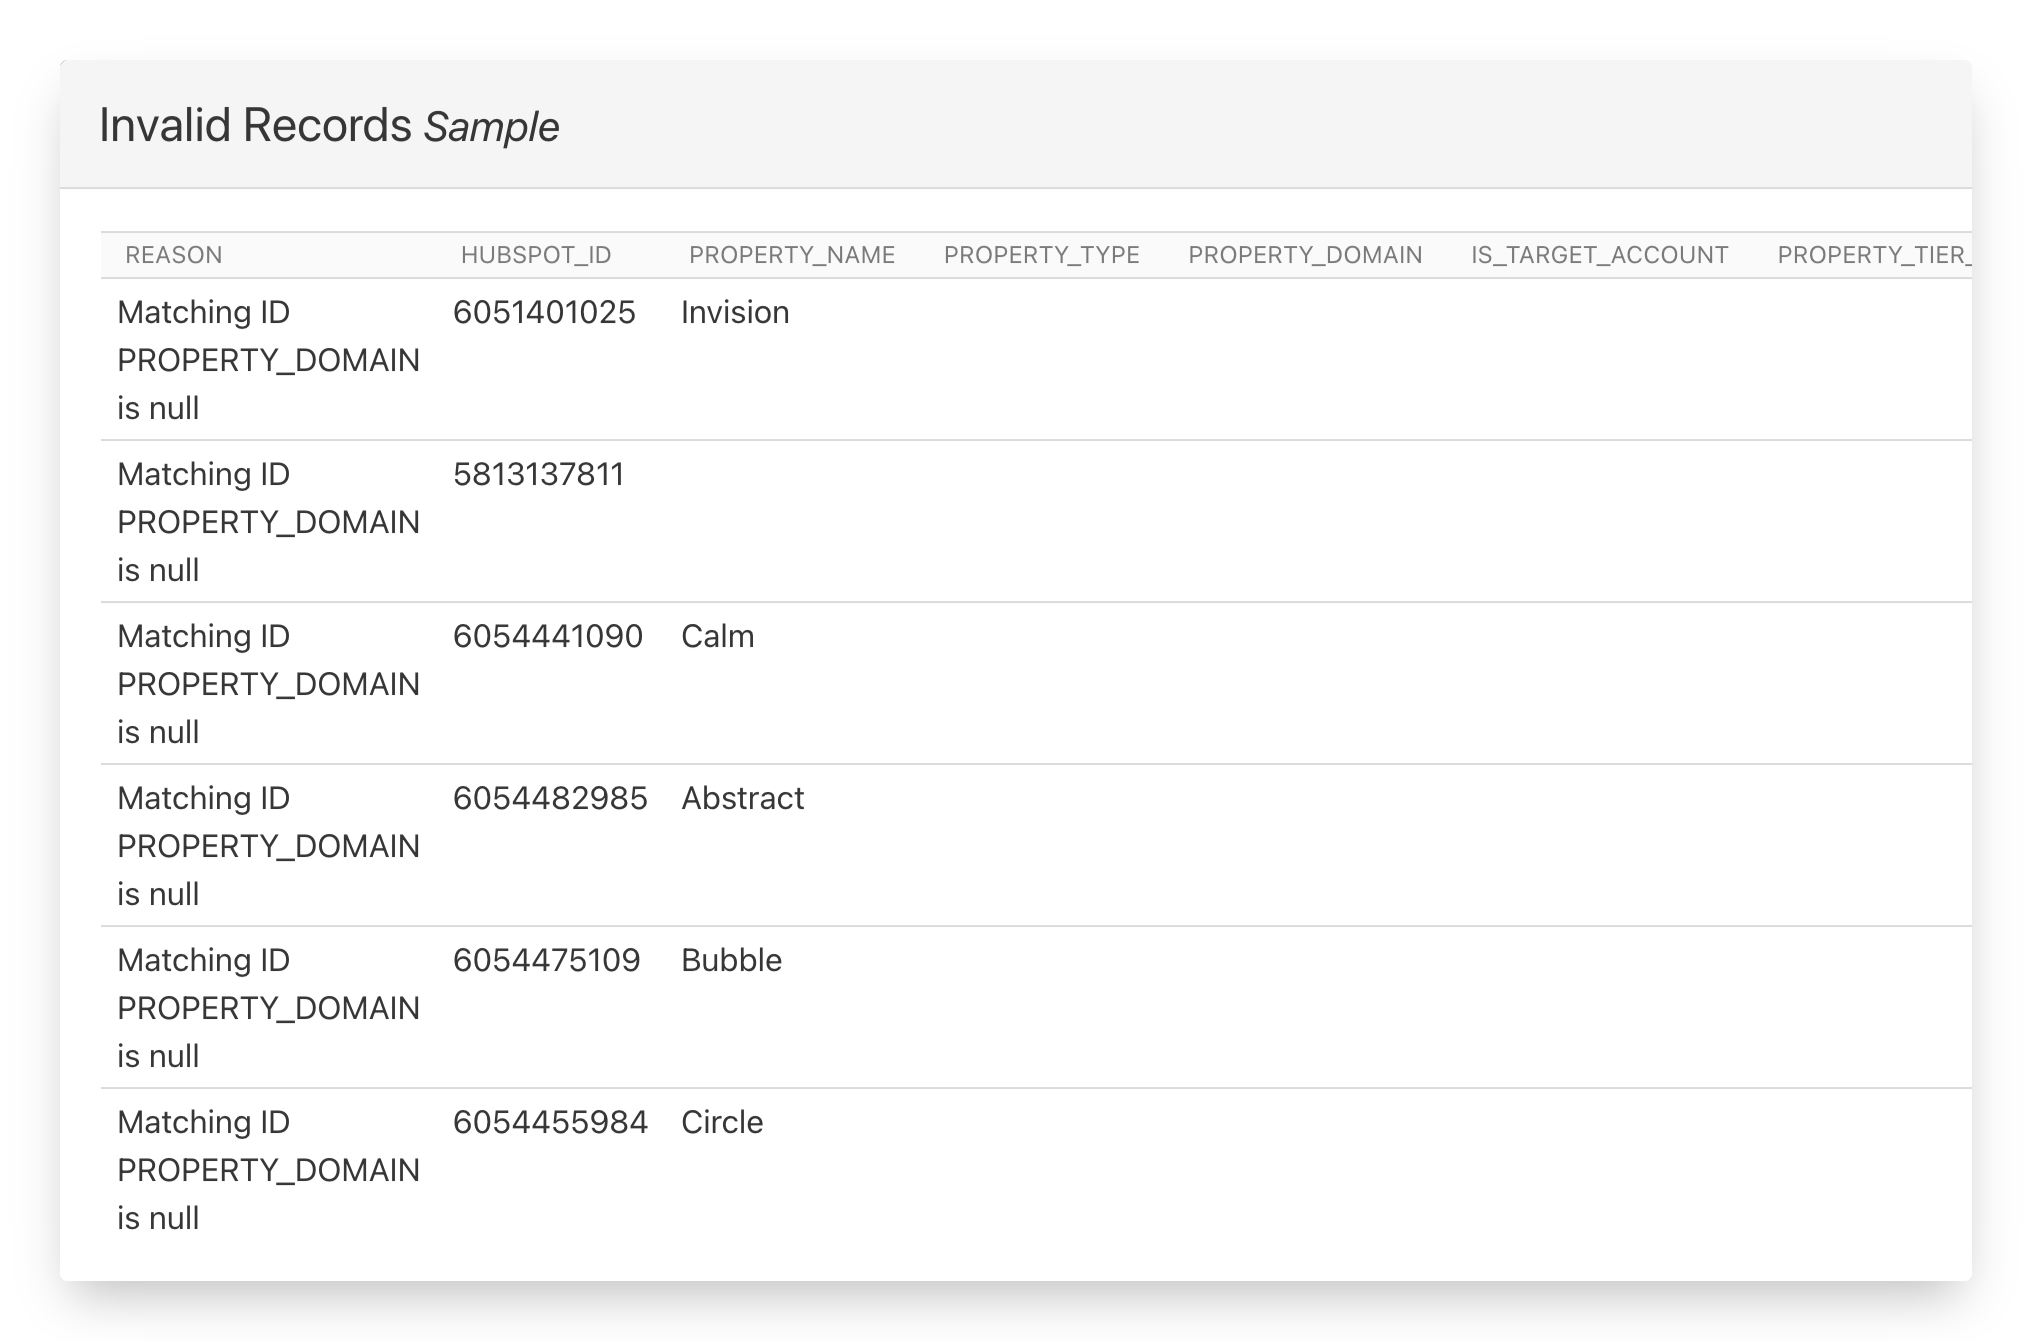 Invalid Records Sample
REASON HUBSPOT_ID PROPERTY_NAME PROPERTY_TYPE PROPERTY_DOMAIN IS_TARGET_ACCOUNT PROPERTY_TIER_
Matching ID 6051401025 Invision
PROPERTY_DOMAIN
is null
Matching ID 5813137811
PROPERTY_DOMAIN
is null
Matching ID 6054441090 Calm
PROPERTY_DOMAIN
is null
Matching ID 6054482985 Abstract
PROPERTY_DOMAIN
is null
Matching ID 6054475109 Bubble
PROPERTY_DOMAIN
is null
Matching ID 6054455984 Circle
PROPERTY_DOMAIN
is null